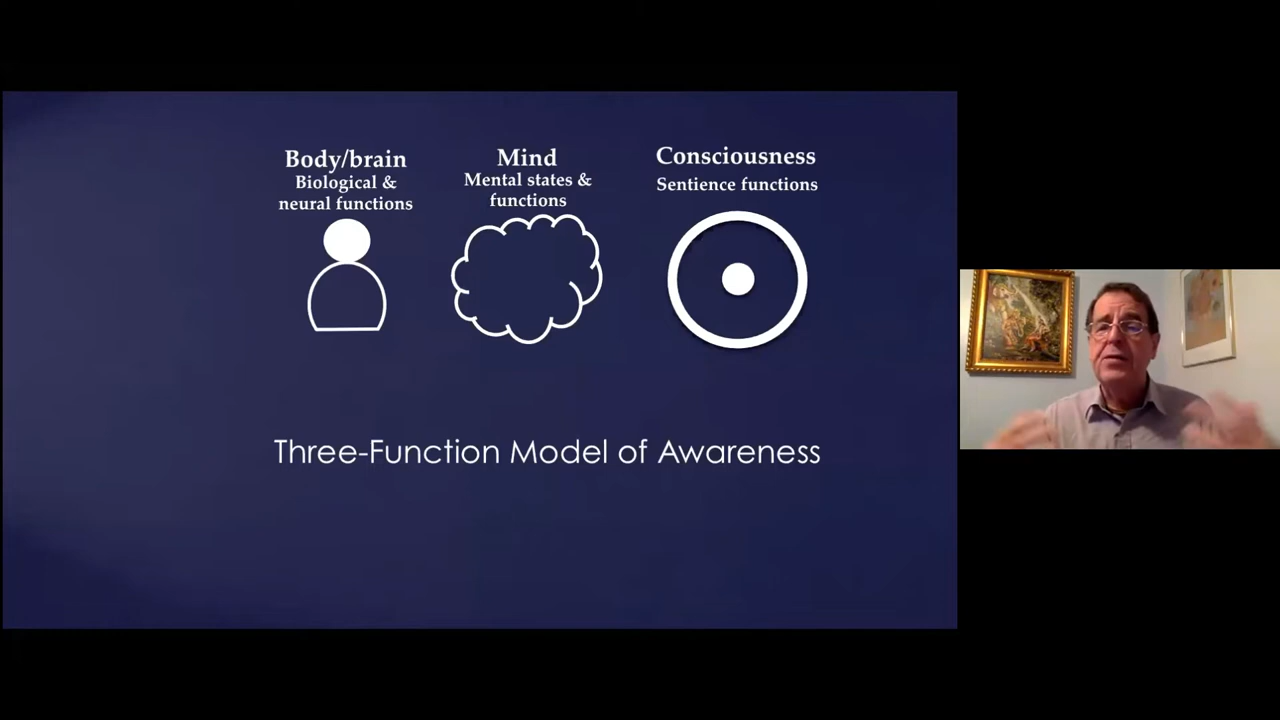 Body/brain
Biological &
neural functions
Mind
Mental states &
functions
Consciousness
Sentience functions
Three-Function Model of Awareness